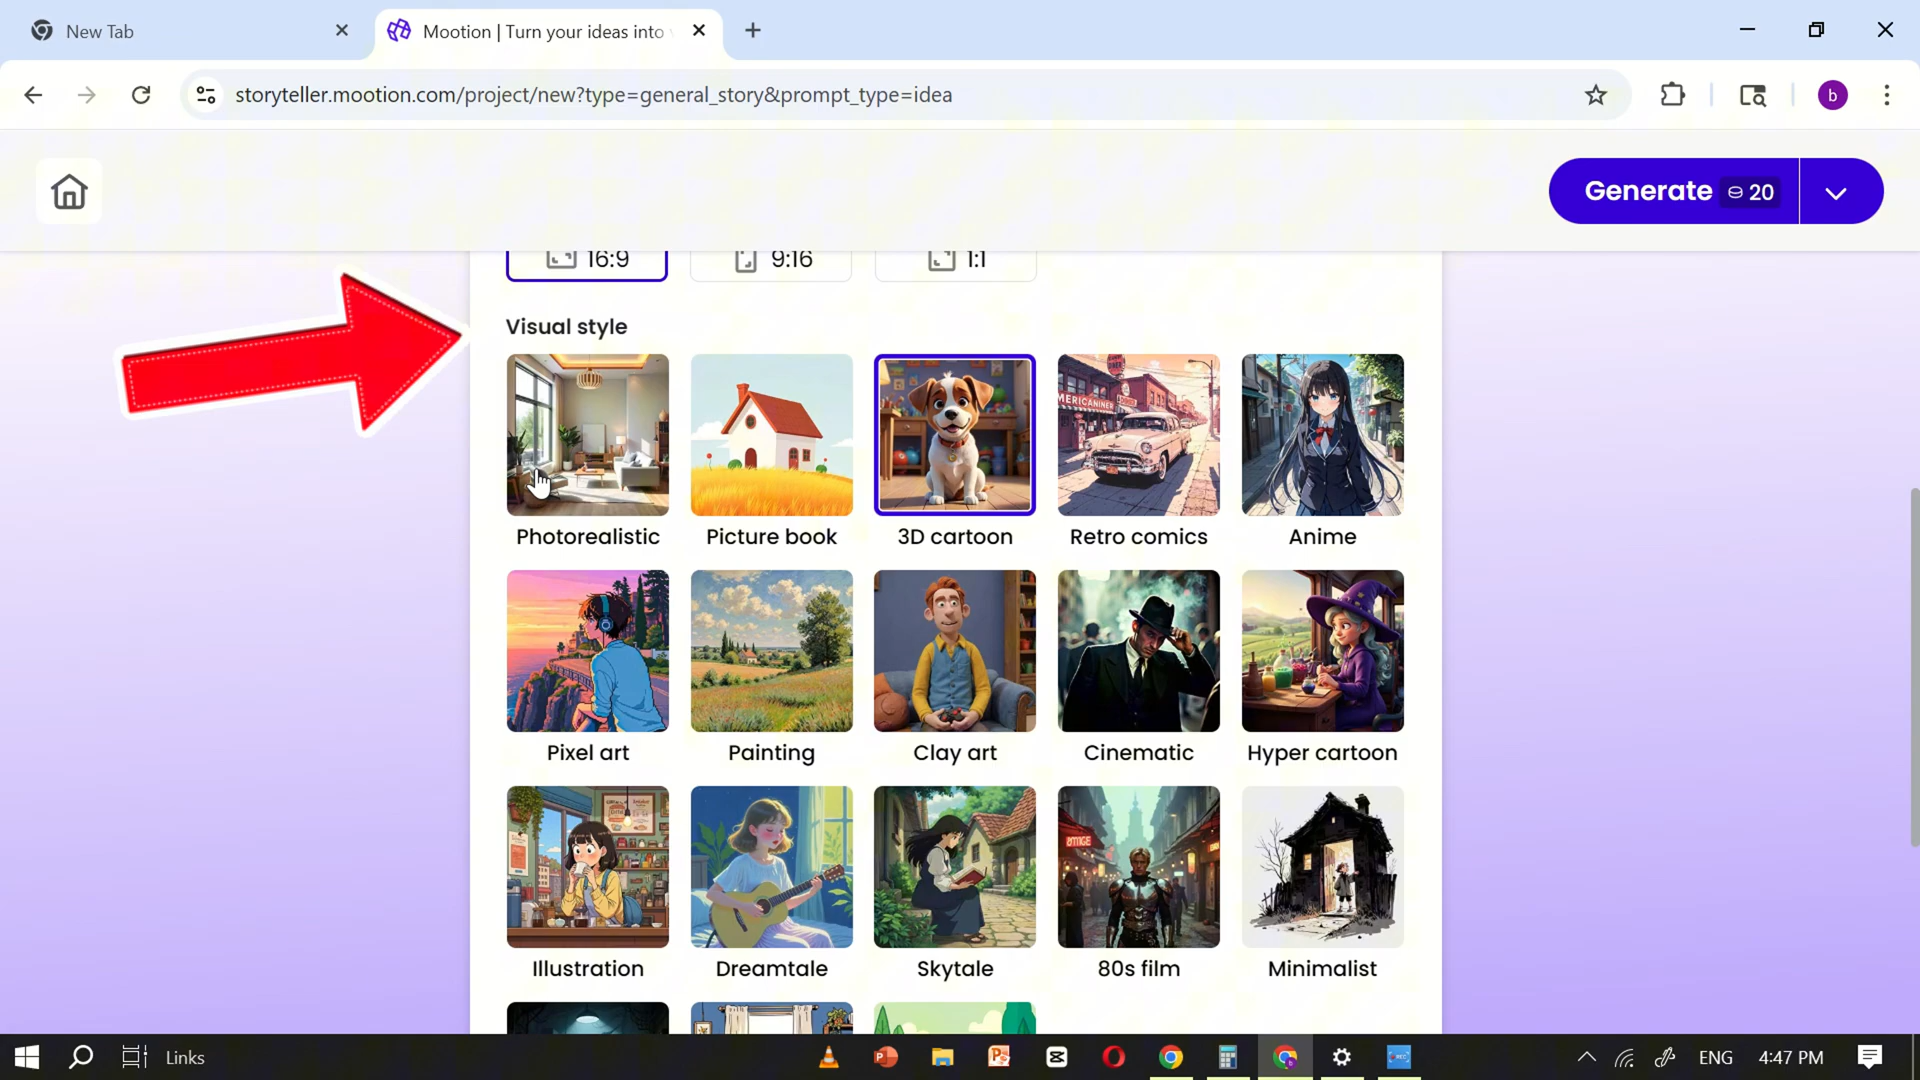 New Tab
Mootion | Turn your ideas into
storyteller.mootion.com/project/new?type=general_story&prompt_type=idea
b
Generate 20
16:9 9:16 1:1
Visual style
Photorealistic Picture book 3D cartoon Retro comics Anime
Pixel art Painting Clay art Cinematic Hyper cartoon
Illustration Dreamtale Skytale 80s film Minimalist
Links
ENG 4:47 PM